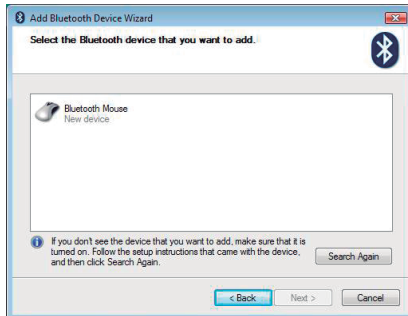 Add Bluetooth Device Wizard
Select the Bluetooth device that you want to add.
Bluetooth Mouse
New device
If you don't see the device that you want to add, make sure that it is
turned on. Follow the setup instructions that came with the device,
and then click Search Again.
Search Again
< Back
Next >
Cancel